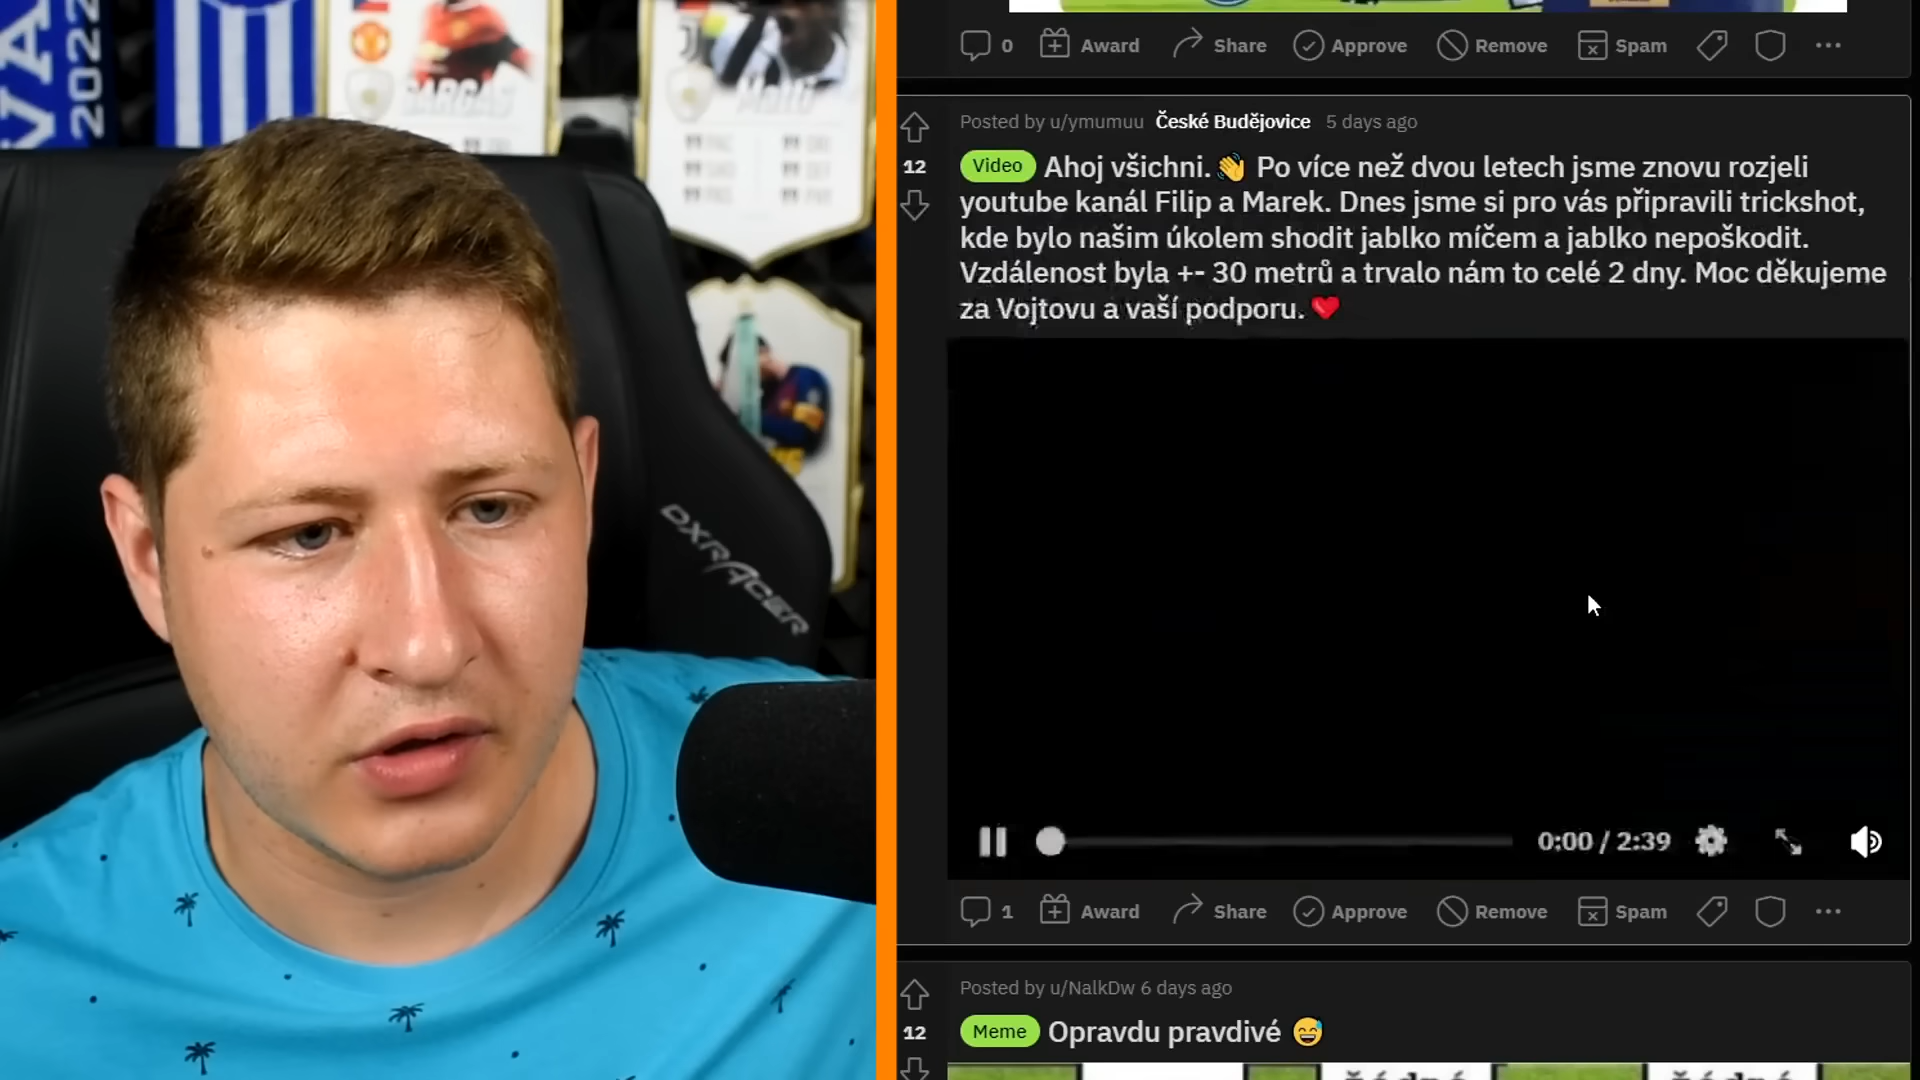 VA
2022
VARGAS
DXRACER
0 Award Share Approve Remove Spam
Posted by u/ymumuu České Budějovice 5 days ago
12
Video Ahoj všichni.👋 Po více než dvou letech jsme znovu rozjeli
youtube kanál Filip a Marek. Dnes jsme si pro vás připravili trickshot,
kde bylo našim úkolem shodit jablko míčem a jablko nepoškodit.
Vzdálenost byla +- 30 metrů a trvalo nám to celé 2 dny. Moc děkujeme
za Vojtovu a vaší podporu.❤️
0:00 / 2:39
1 Award Share Approve Remove Spam
Posted by u/NalkDw 6 days ago
12
Meme Opravdu pravdivé 😅